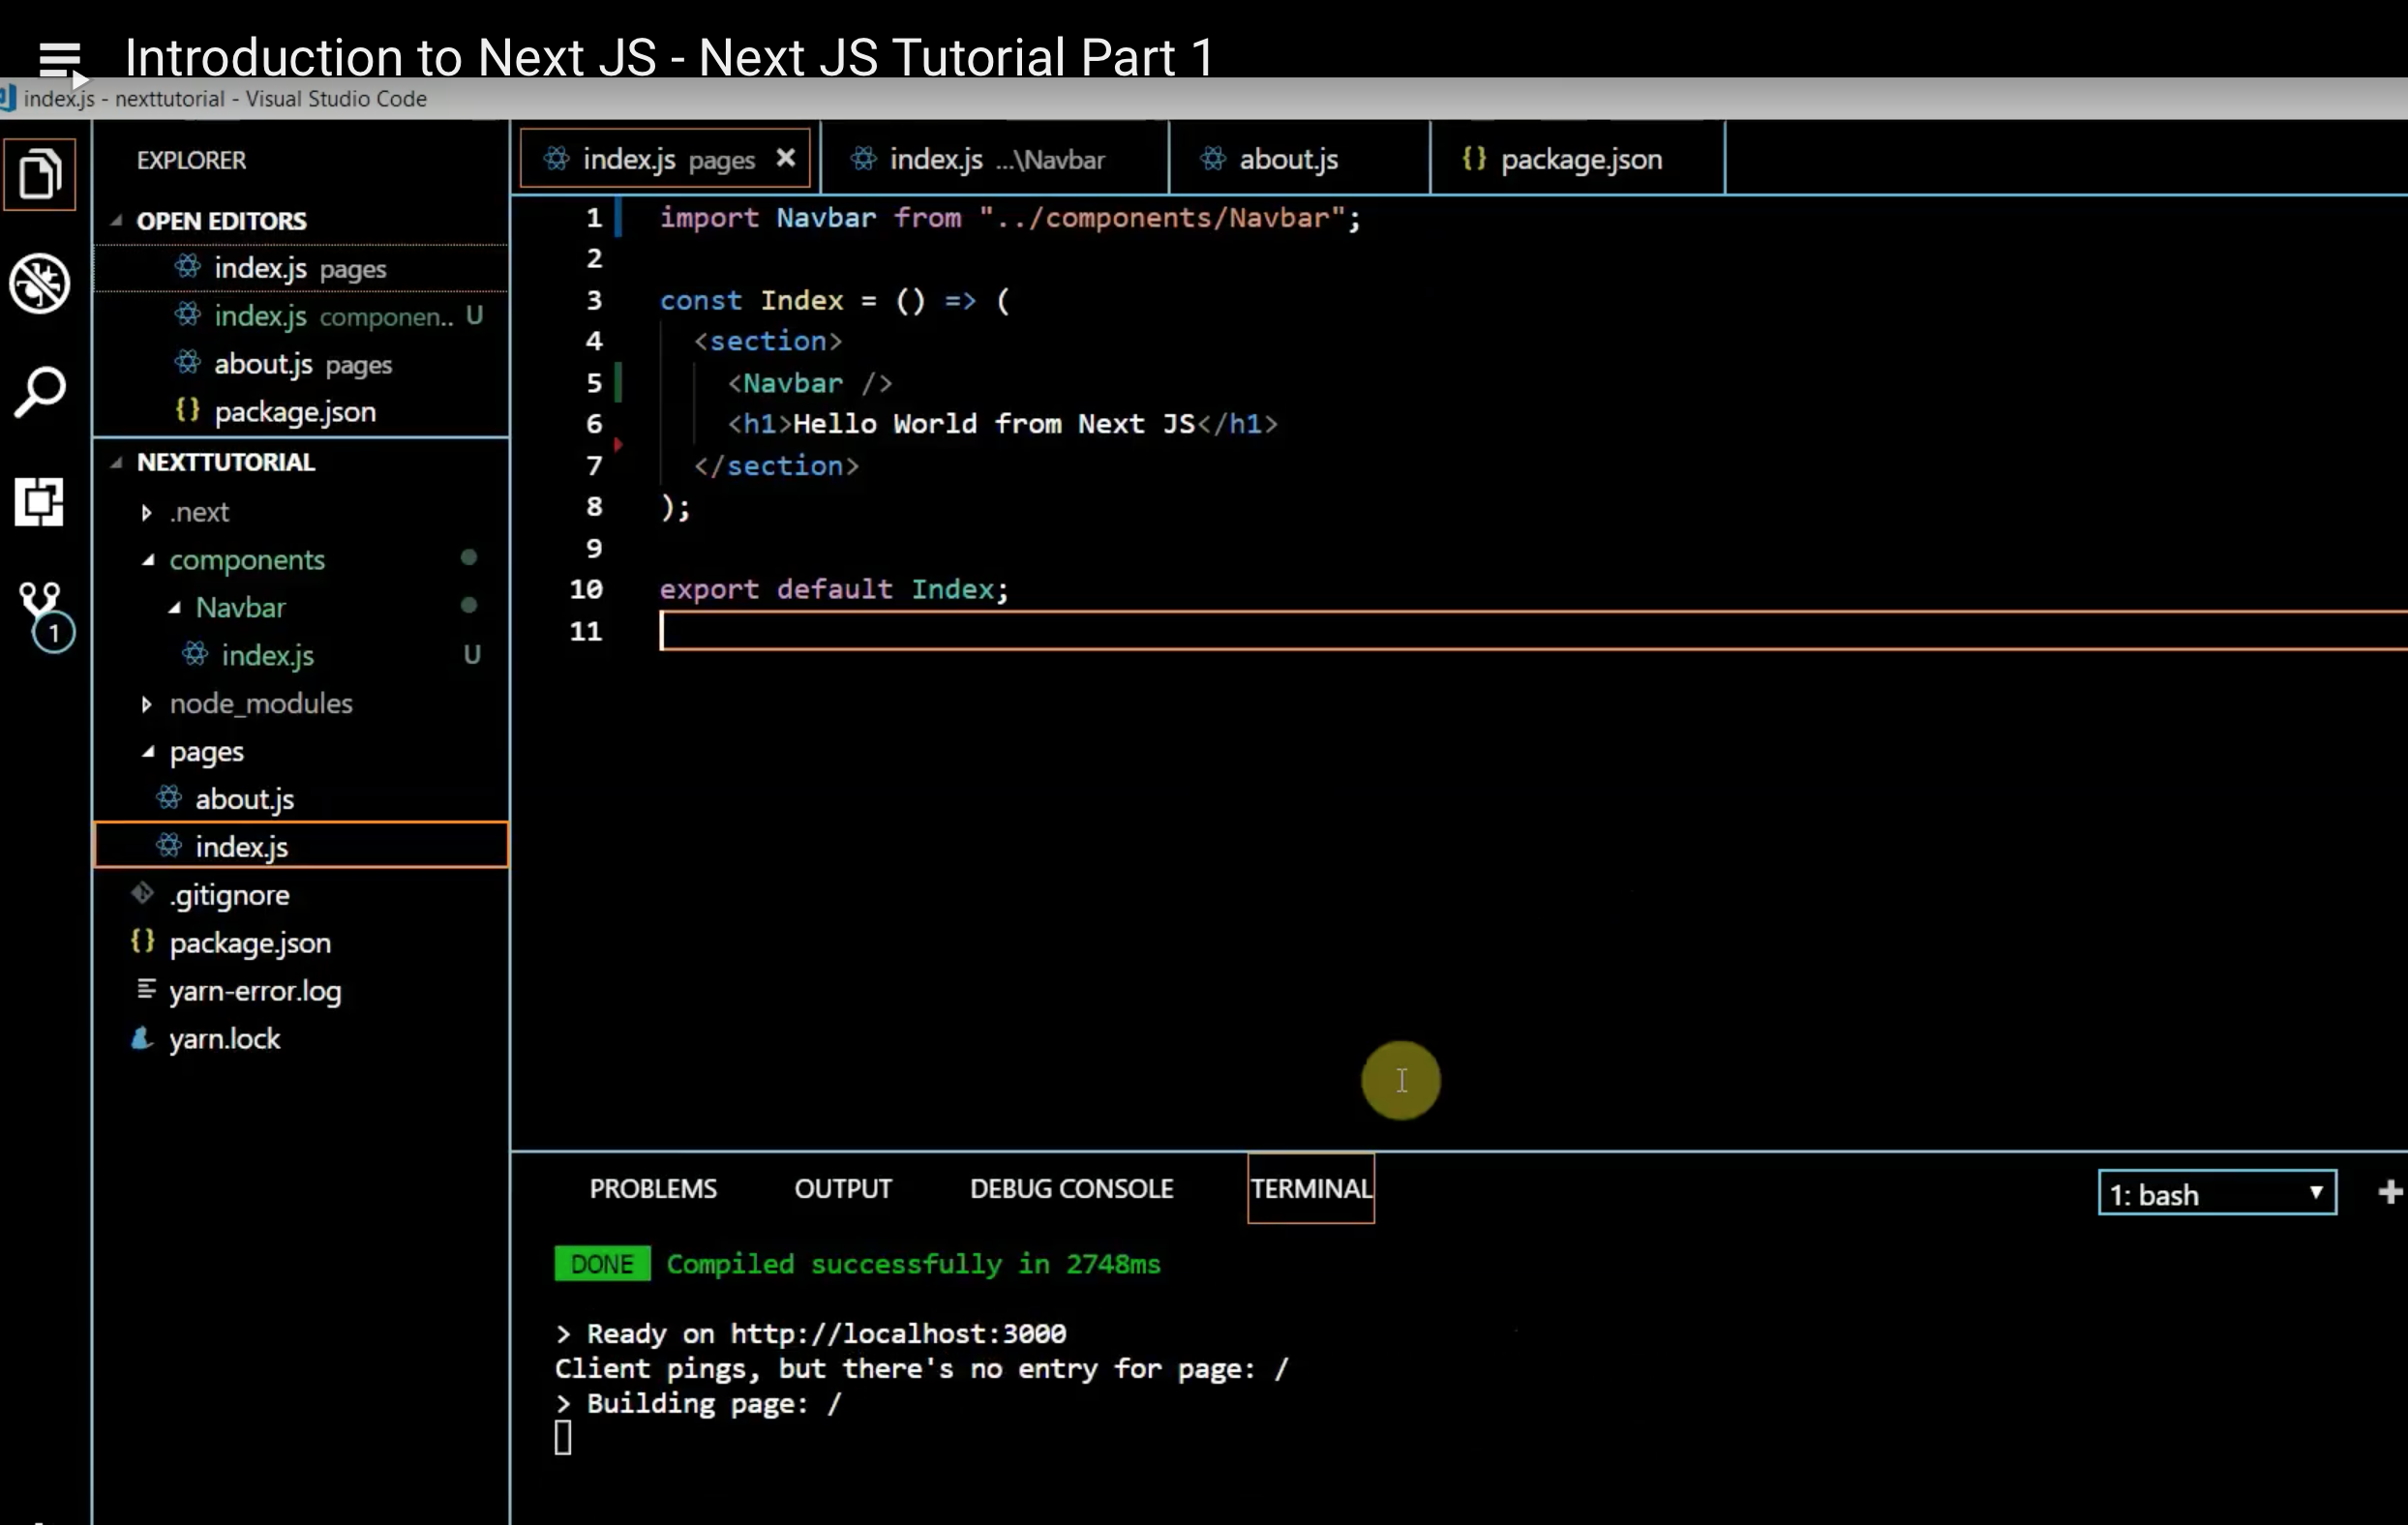 Introduction to Next JS - Next JS Tutorial Part 1
index.js - nexttutorial - Visual Studio Code
EXPLORER
OPEN EDITORS
index.js pages
index.js componen.. U
about.js pages
package.json
NEXTTUTORIAL
.next
components
Navbar
index.js U
node_modules
pages
about.js
index.js
.gitignore
package.json
yarn-error.log
yarn.lock
1
index.js pages
index.js ...\Navbar
about.js
package.json
1 import Navbar from "../components/Navbar";
2
3 const Index = () => (
4 <section>
5 <Navbar />
6 <h1>Hello World from Next JS</h1>
7 </section>
8 );
9
10 export default Index;
11
PROBLEMS OUTPUT DEBUG CONSOLE TERMINAL 1: bash
DONE Compiled successfully in 2748ms
> Ready on http://localhost:3000
Client pings, but there's no entry for page: /
> Building page: /